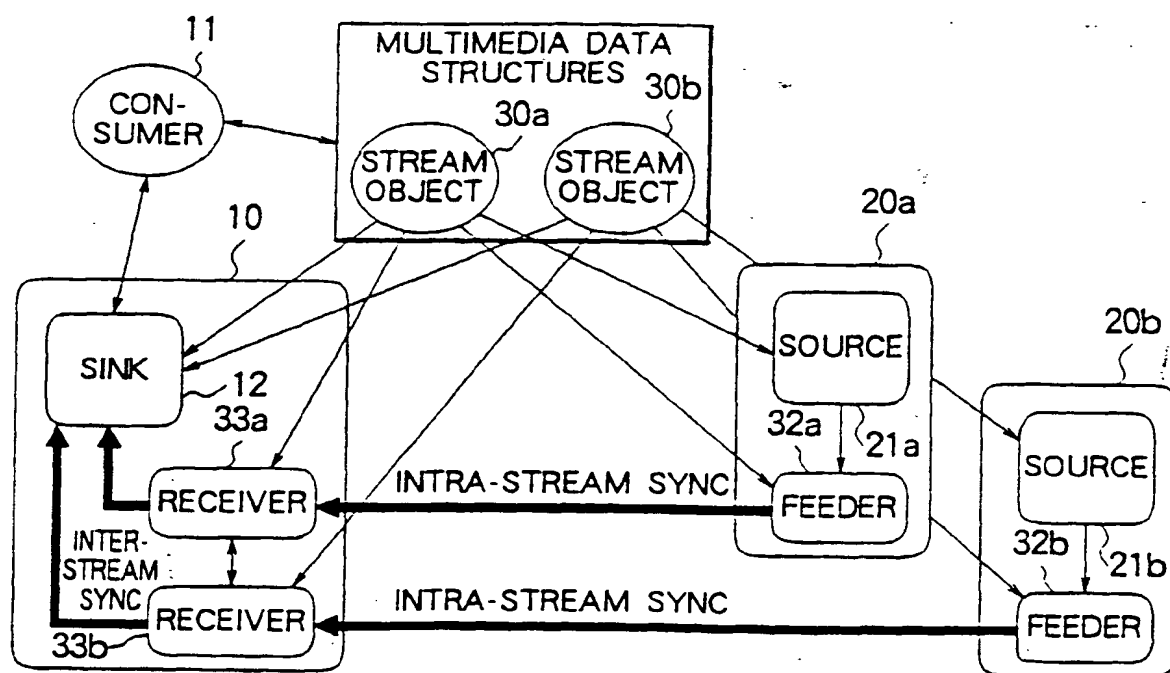 11
MULTIMEDIA DATA
STRUCTURES
30b
CON-
SUMER
30a
STREAM
OBJECT
STREAM
OBJECT
10
20a
SINK
SOURCE
20b
12
33a
32a
21a
SOURCE
RECEIVER
INTRA-STREAM SYNC
FEEDER
INTER-
STREAM
SYNC
32b
21b
RECEIVER
INTRA-STREAM SYNC
FEEDER
33b